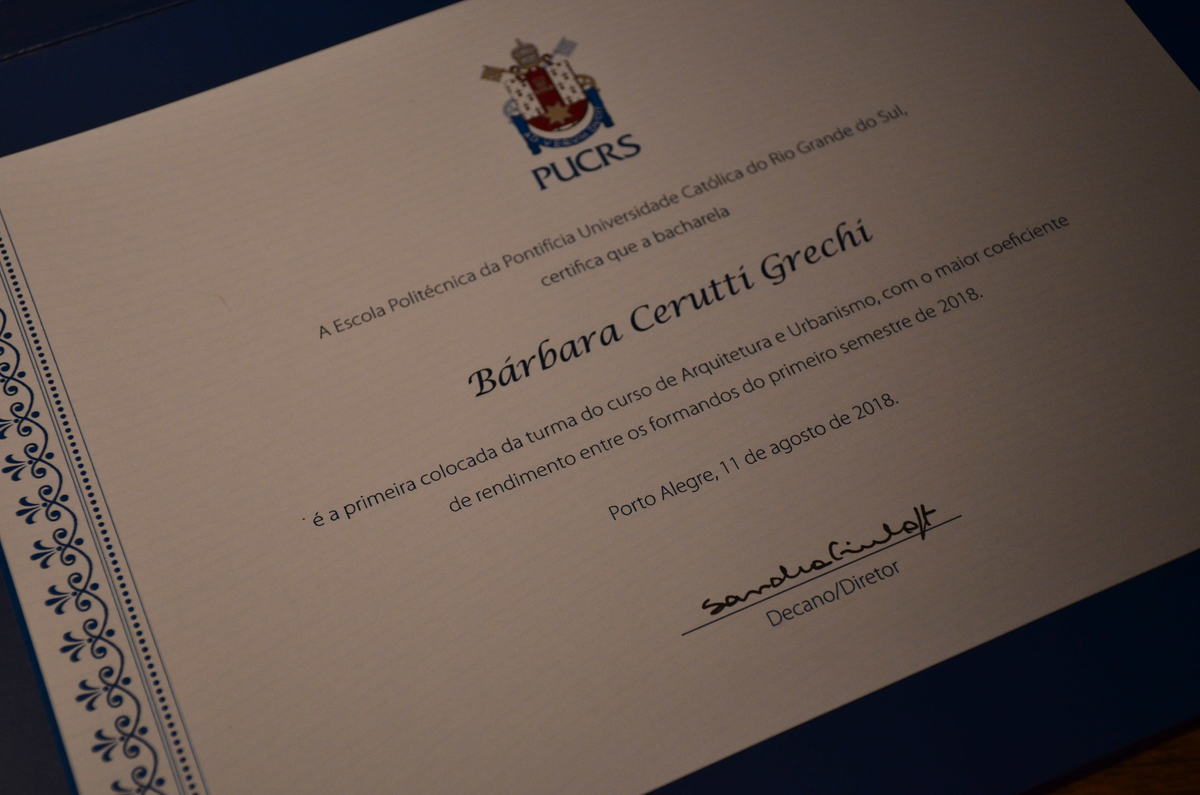 PUCRS
A Escola Politécnica da Pontifícia Universidade Católica do Rio Grande do Sul,
certifica que a bacharela
Bárbara Cerutti Grechi
é a primeira colocada da turma do curso de Arquitetura e Urbanismo, com o maior coeficiente
de rendimento entre os formandos do primeiro semestre de 2018.
Porto Alegre, 11 de agosto de 2018.
Decano/Diretor